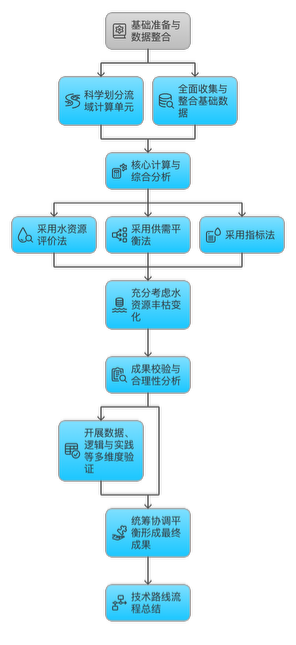 基础准备与
数据整合
科学划分流
域计算单元
全面收集与
整合基础数
据
核心计算与
综合分析
采用水资源
评价法
采用供需平
衡法
采用指标法
充分考虑水
资源丰枯变
化
成果校验与
合理性分析
开展数据、
逻辑与实践
等多维度验
证
统筹协调平
衡形成最终
成果
技术路线流
程总结